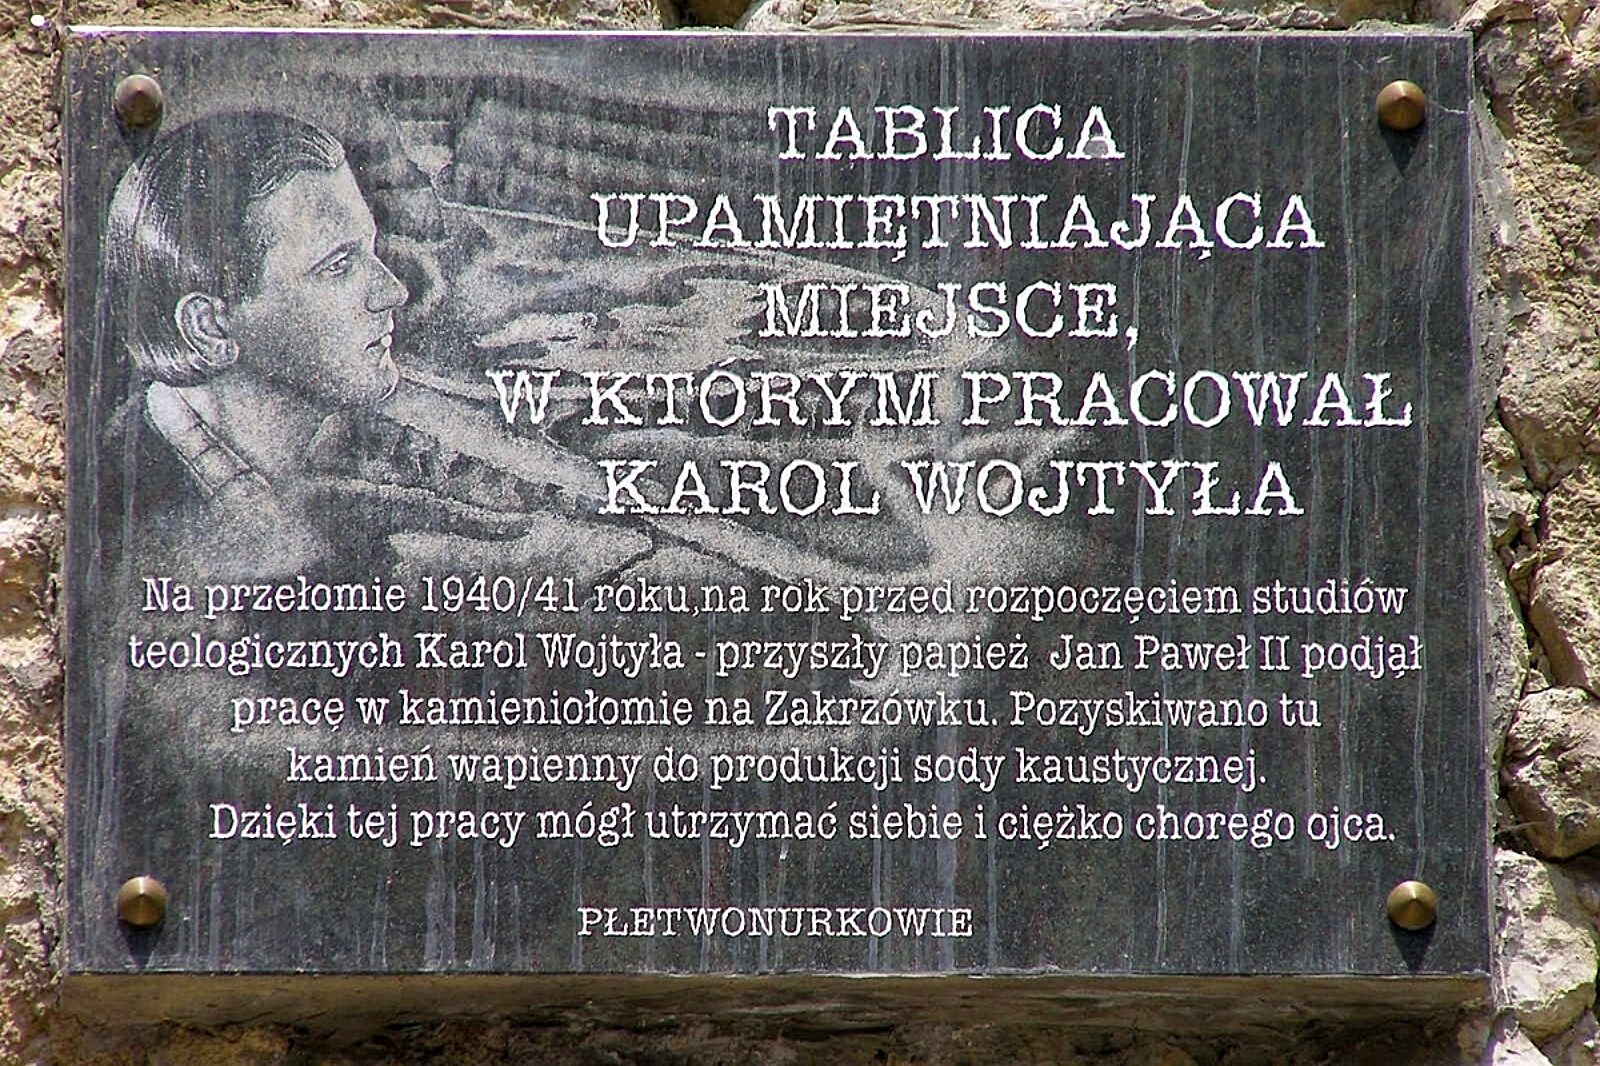 TABLICA
UPAMIĘTNIAJĄCA
MIEJSCE,
W KTÓRYM PRACOWAŁ
KAROL WOJTYŁA
Na przełomie 1940/41 roku,na rok przed rozpoczęciem studiów
teologicznych Karol Wojtyła - przyszły papież Jan Paweł II podjął
pracę w kamieniołomie na Zakrzówku. Pozyskiwano tu
kamień wapienny do produkcji sody kaustycznej.
Dzięki tej pracy mógł utrzymać siebie i ciężko chorego ojca.
PŁETWONURKOWIE